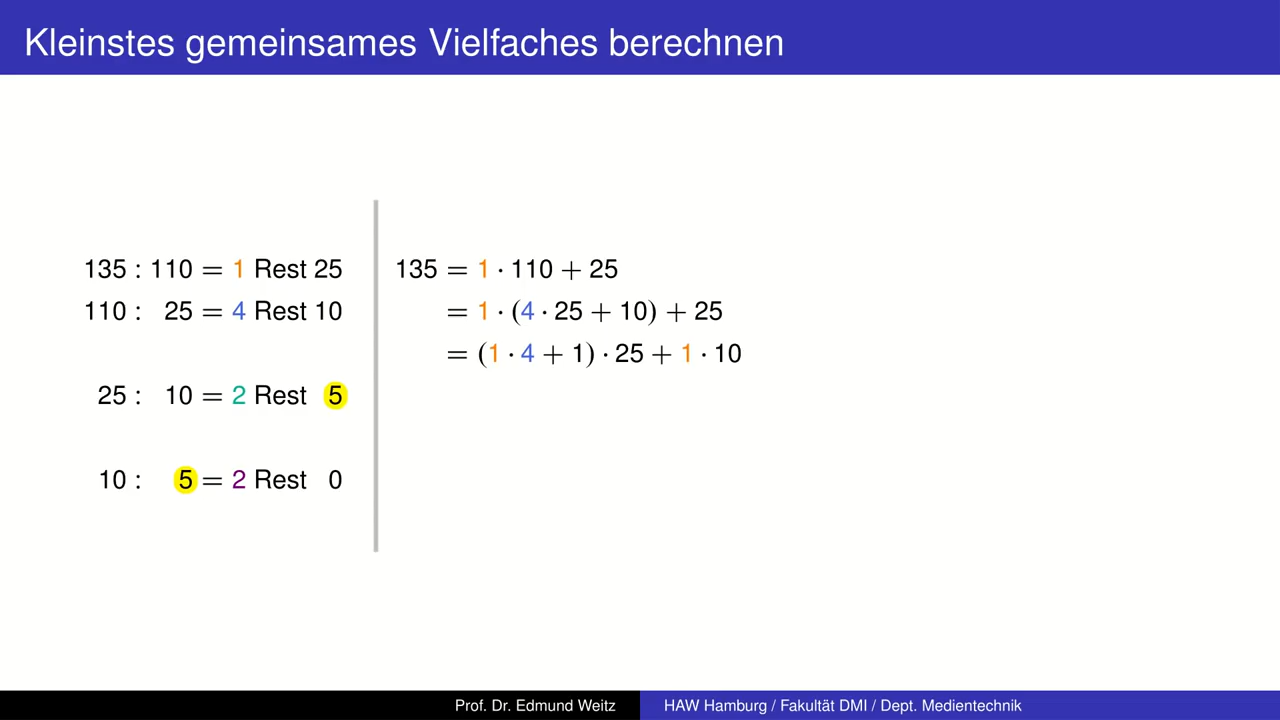 Kleinstes gemeinsames Vielfaches berechnen
135 : 110 = 1 Rest 25
110 : 25 = 4 Rest 10
25 : 10 = 2 Rest 5
10 : 5 = 2 Rest 0
135 = 1 · 110 + 25
= 1 · (4 · 25 + 10) + 25
= (1 · 4 + 1) · 25 + 1 · 10
Prof. Dr. Edmund Weitz
HAW Hamburg / Fakultät DMI / Dept. Medientechnik